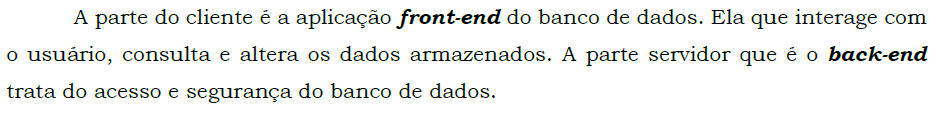 A parte do cliente é a aplicação front-end do banco de dados. Ela que interage com
o usuário, consulta e altera os dados armazenados. A parte servidor que é o back-end
trata do acesso e segurança do banco de dados.